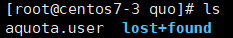 [root@centos7-3 quo]# ls
aquota.user  lost+found